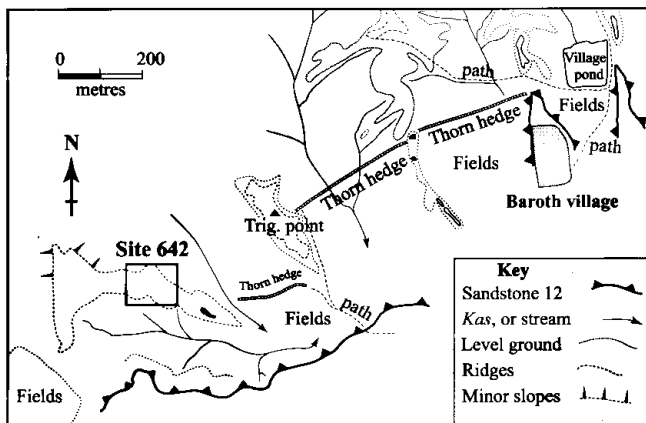 0 200
metres
N
path
Village
pond
Fields
Thorn hedge
Thorn hedge
Fields
path
Baroth village
Trig. point
Site 642
Thorn hedge
path
Fields
Fields
Key
Sandstone 12
Kas, or stream
Level ground
Ridges
Minor slopes